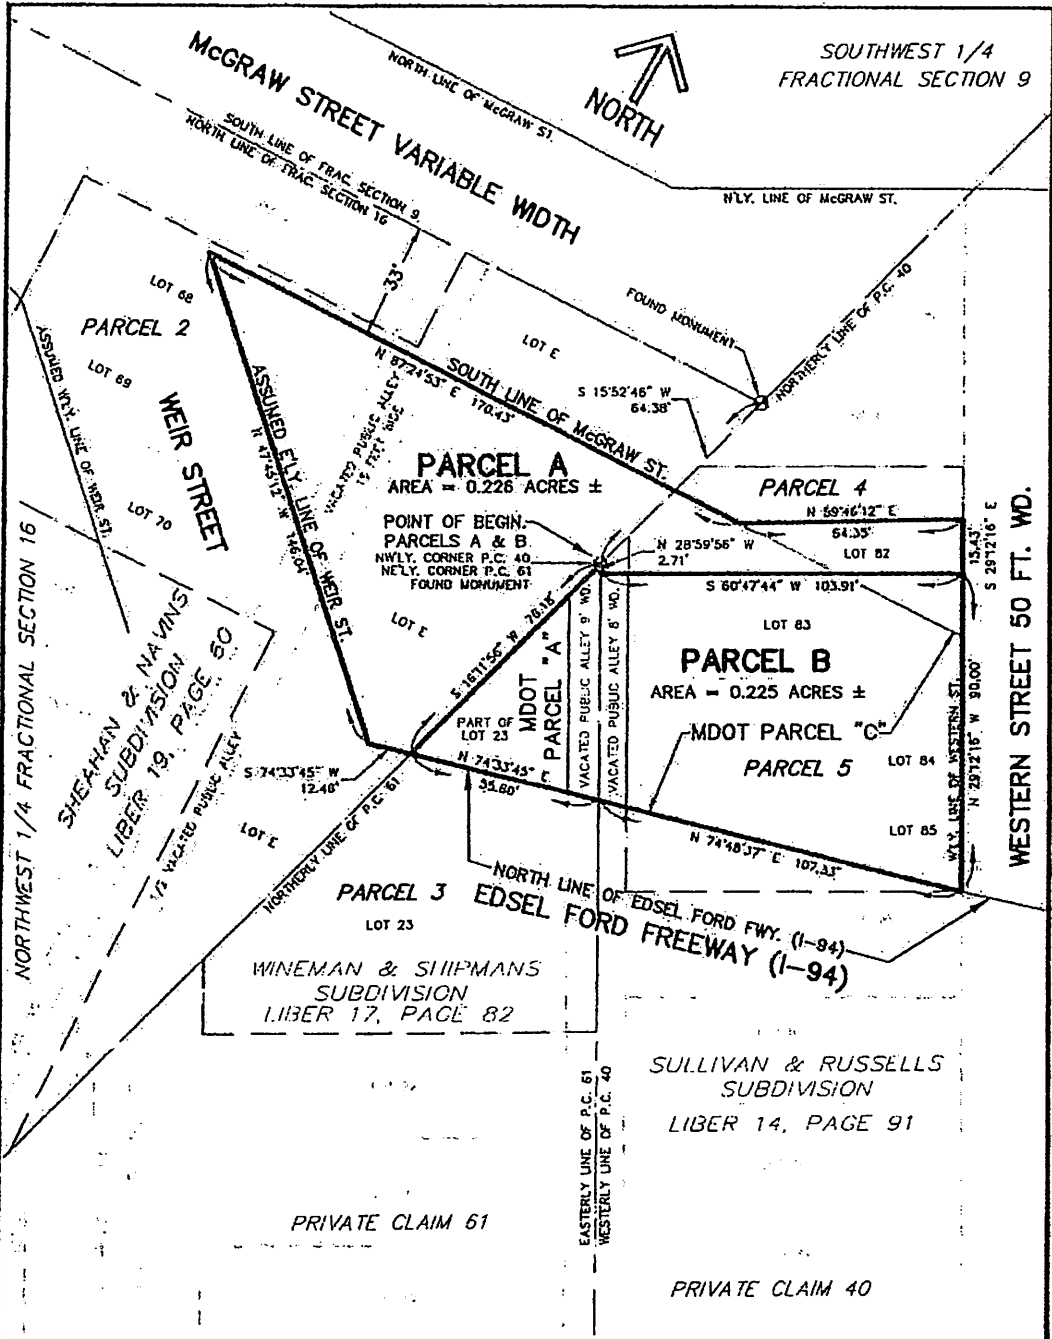 SOUTHWEST 1/4
FRACTIONAL SECTION 9
McGRAW STREET VARIABLE WIDTH
NORTH LINE OF McGRAW ST.
NORTH
SOUTH LINE OF FRAC. SECTION 9
NORTH LINE OF FRAC. SECTION 16
N'LY. LINE OF McGRAW ST.
33'
LOT 68
PARCEL 2
LOT 69
ASSUMED W'LY. LINE OF WEIR ST.
WEIR STREET
LOT 70
FOUND MONUMENT
NORTHERLY LINE OF P.C. 40
LOT E
N 87°24'53" E 170.43'
SOUTH LINE OF McGRAW ST.
S 15°52'46" W
64.38'
ASSUMED E'LY. LINE OF WEIR ST.
N 47°45'12" W 146.04'
VACATED PUBLIC ALLEY
15 FEET WIDE
PARCEL A
AREA = 0.226 ACRES ±
POINT OF BEGIN.
PARCELS A & B
NW'LY. CORNER P.C. 40
NE'LY. CORNER P.C. 61
FOUND MONUMENT
PARCEL 4
N 59°46'12" E
64.35'
LOT 82
N 28°59'56" W
2.71'
15.43'
S 29°12'16" E
S 60°47'44" W 103.91'
LOT E
S 16°11'56" W 76.18'
LOT 83
PARCEL B
AREA = 0.225 ACRES ±
MDOT PARCEL "C"
PARCEL 5
LOT 84
LOT 85
W'LY. LINE OF WESTERN ST.
N 29°12'16" W 90.00'
WESTERN STREET 50 FT. WD.
MDOT
PARCEL "A"
VACATED PUBLIC ALLEY 9' WD.
VACATED PUBLIC ALLEY 8' WD.
PART OF
LOT 23
N 74°33'45" E
55.60'
S 74°33'45" W
12.48'
N 74°48'37" E 107.33'
NORTHWEST 1/4 FRACTIONAL SECTION 16
SHEAHAN & NAVINS
SUBDIVISION
LIBER 19, PAGE 60
1/2 VACATED PUBLIC ALLEY
LOT E
NORTHERLY LINE OF P.C. 61
PARCEL 3
LOT 23
NORTH LINE OF EDSEL FORD FWY. (I-94)
EDSEL FORD FREEWAY (I-94)
WINEMAN & SHIPMANS
SUBDIVISION
LIBER 17, PAGE 82
SULLIVAN & RUSSELLS
SUBDIVISION
LIBER 14, PAGE 91
EASTERLY LINE OF P.C. 61
WESTERLY LINE OF P.C. 40
PRIVATE CLAIM 61
PRIVATE CLAIM 40